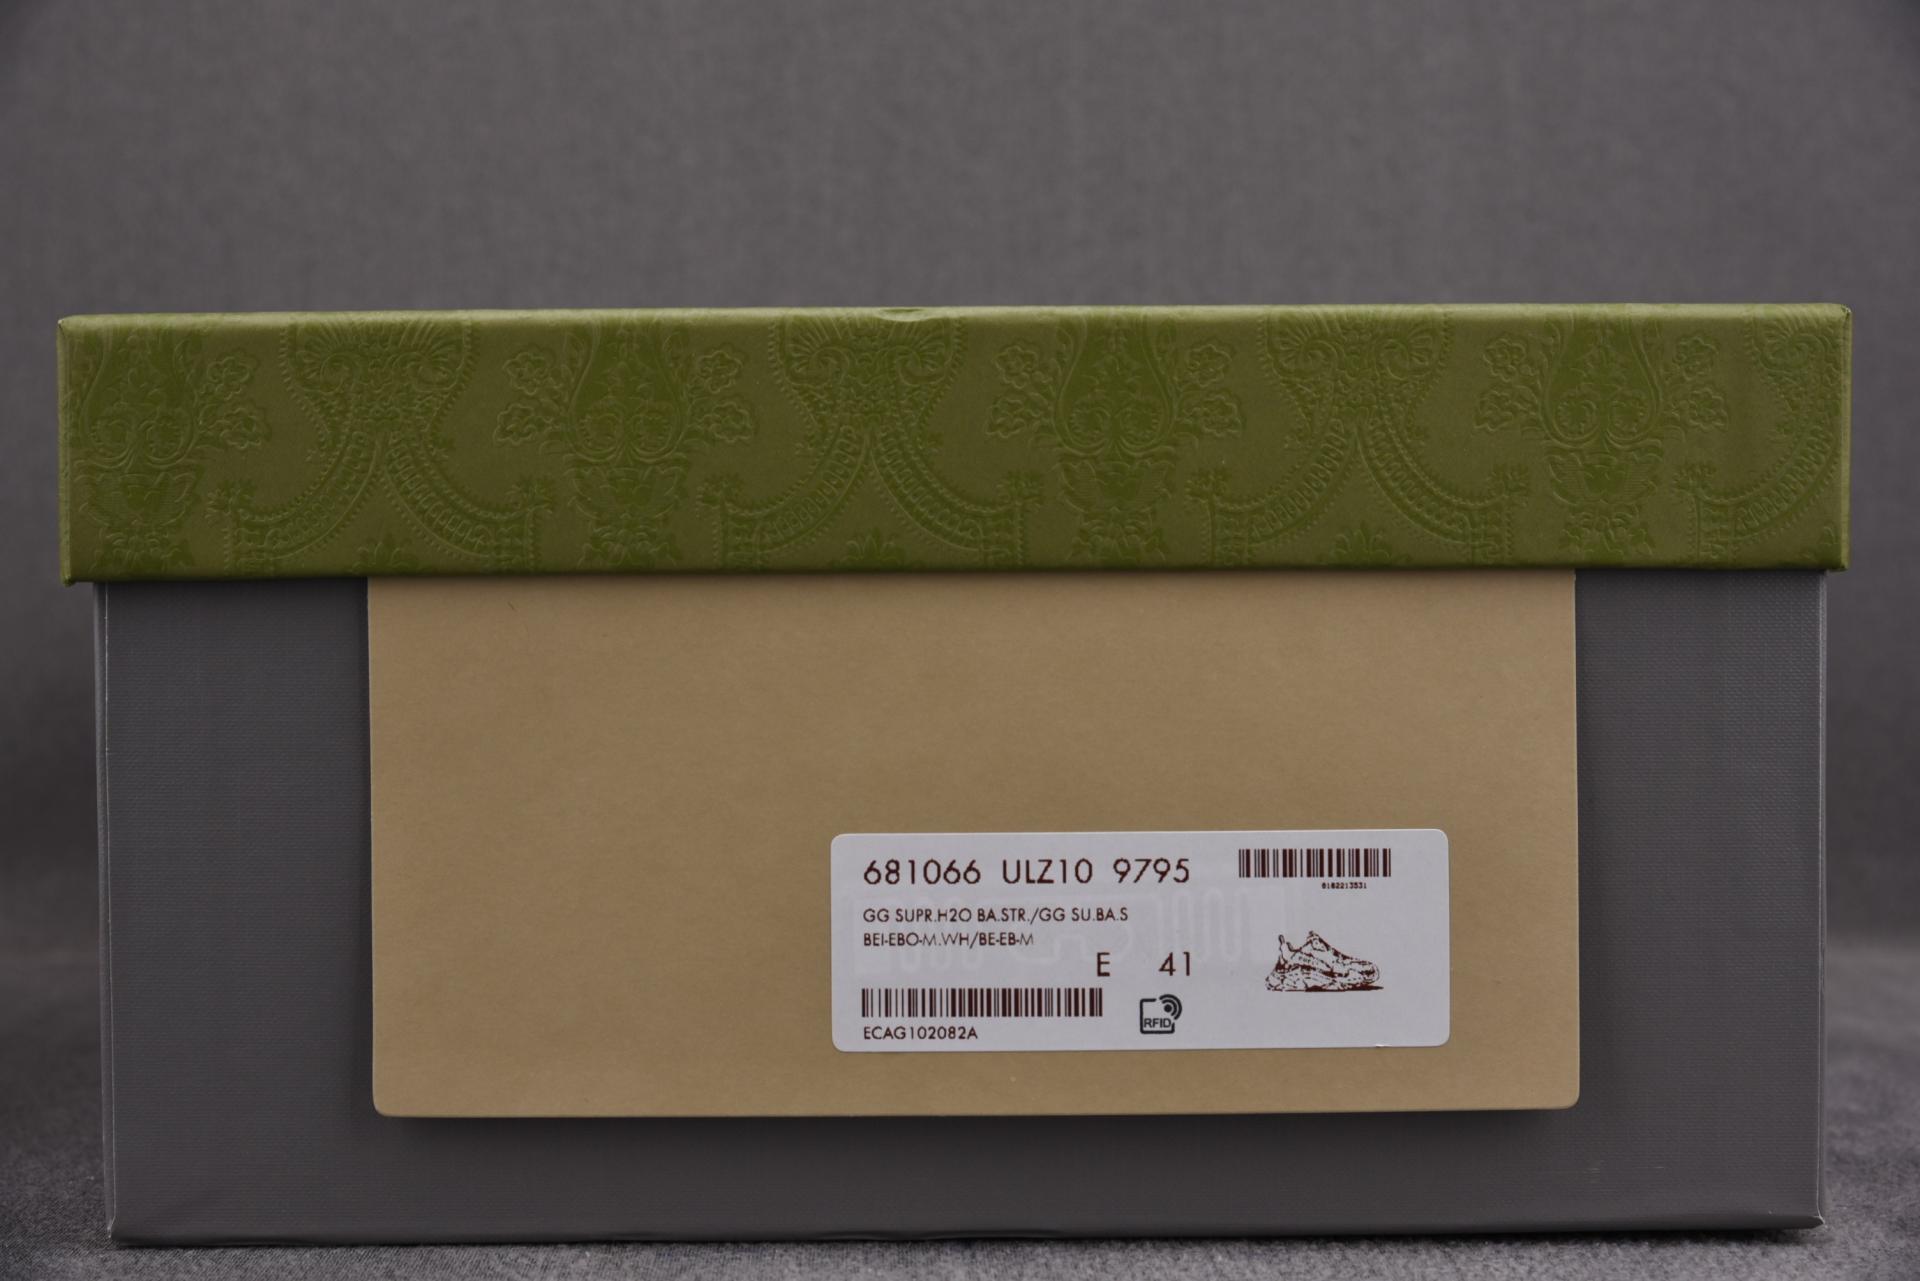 681066 ULZ10 9795
0182213531
GG SUPR.H2O BA.STR./GG SU.BA.S
BEI-EBO-M.WH/BE-EB-M
E 41
RFID
ECAG102082A